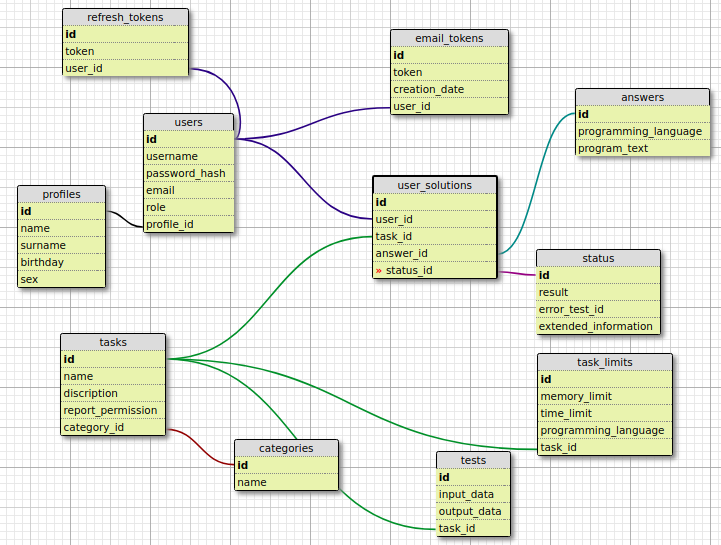 refresh_tokens
id
token
user_id
email_tokens
id
token
creation_date
user_id
answers
id
programming_language
program_text
users
id
username
password_hash
email
role
profile_id
user_solutions
id
user_id
task_id
answer_id
» status_id
profiles
id
name
surname
birthday
sex
status
id
result
error_test_id
extended_information
tasks
id
name
discription
report_permission
category_id
task_limits
id
memory_limit
time_limit
programming_language
task_id
categories
id
name
tests
id
input_data
output_data
task_id